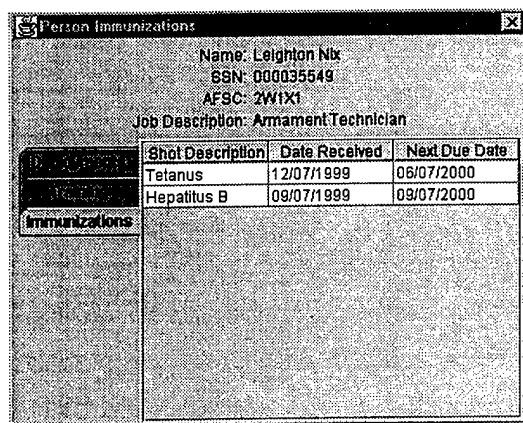 Person Immunizations
Name: Leighton Nix
SSN: 000035549
AFSC: 2W1X1
Job Description: Armament Technician
Shot Description Date Received Next Due Date
Tetanus 12/07/1999 06/07/2000
Hepatitus B 09/07/1999 09/07/2000
Immunizations